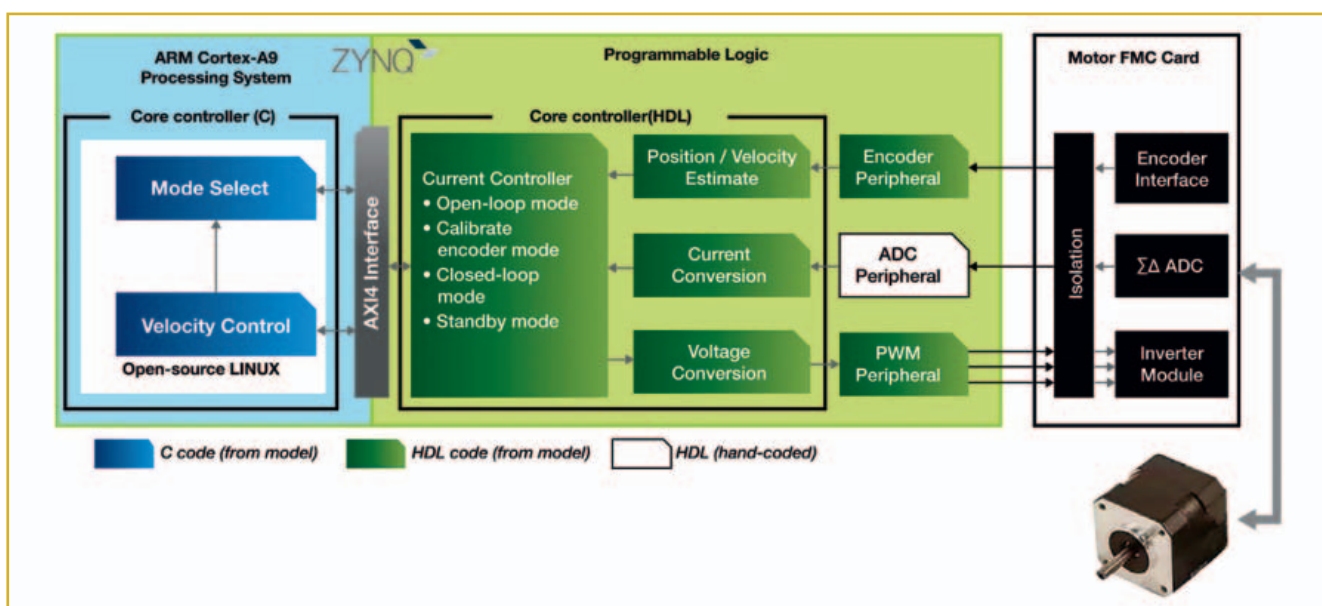 ARM Cortex-A9
Processing System
ZYNQ
Programmable Logic
Motor FMC Card
Core controller (C)
Core controller(HDL)
Mode Select
Velocity Control
Open-source LINUX
AXI4 Interface
Current Controller
• Open-loop mode
• Calibrate
encoder mode
• Closed-loop
mode
• Standby mode
Position / Velocity
Estimate
Current
Conversion
Voltage
Conversion
Encoder
Peripheral
ADC
Peripheral
PWM
Peripheral
Isolation
Encoder
Interface
∑Δ ADC
Inverter
Module
C code (from model)
HDL code (from model)
HDL (hand-coded)